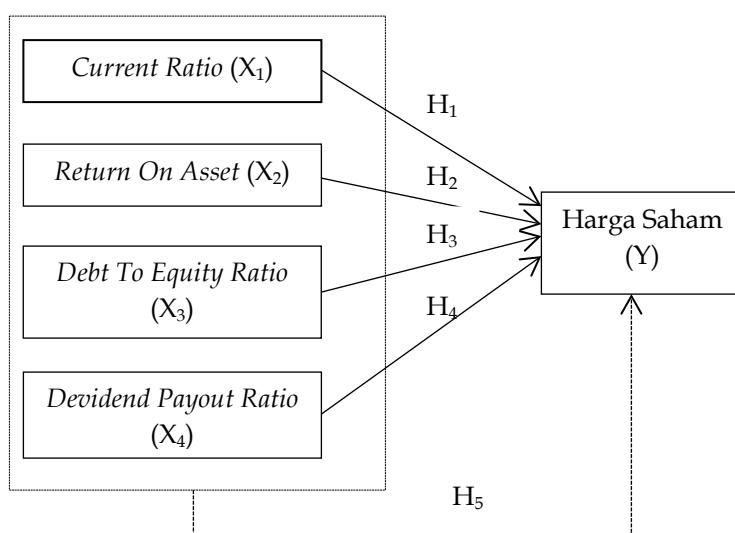 Current Ratio (X₁)
H₁
Return On Asset (X₂)
H₂
Harga Saham
(Y)
H₃
Debt To Equity Ratio
(X₃)
H₄
Devidend Payout Ratio
(X₄)
H₅